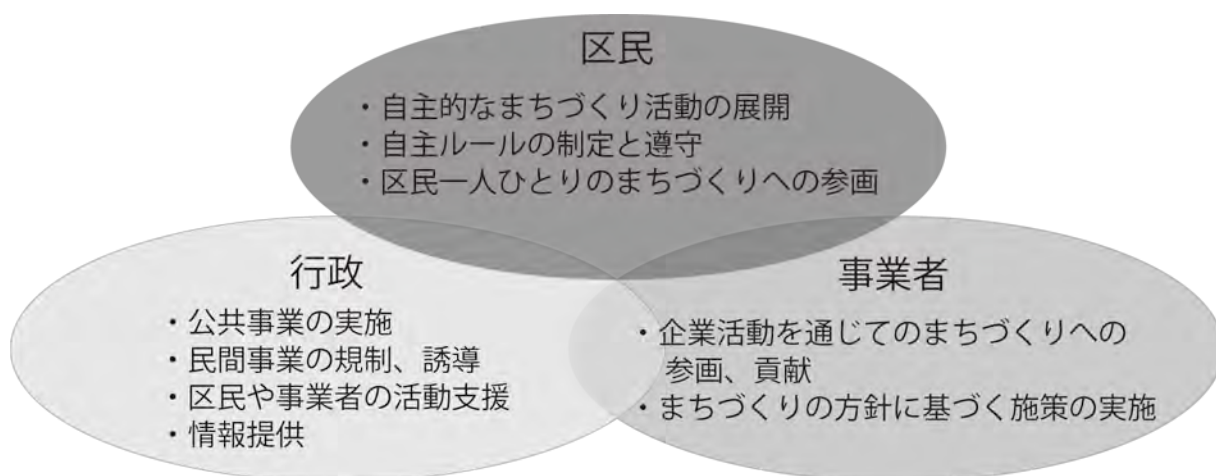 区民
・自主的なまちづくり活動の展開
・自主ルールの制定と遵守
・区民一人ひとりのまちづくりへの参画
行政
・公共事業の実施
・民間事業の規制、誘導
・区民や事業者の活動支援
・情報提供
事業者
・企業活動を通じてのまちづくりへの
参画、貢献
・まちづくりの方針に基づく施策の実施